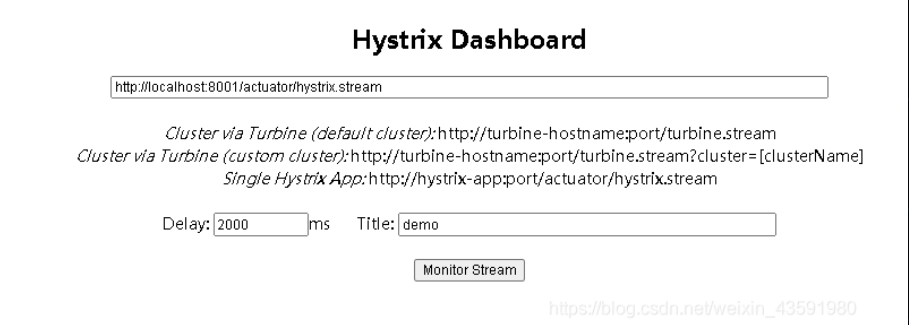 Hystrix Dashboard
http://localhost:8001/actuator/hystrix.stream
Cluster via Turbine (default cluster): http://turbine-hostname:port/turbine.stream
Cluster via Turbine (custom cluster): http://turbine-hostname:port/turbine.stream?cluster=[clusterName]
Single Hystrix App: http://hystrix-app:port/actuator/hystrix.stream
Delay: 2000 ms Title: demo
Monitor Stream
https://blog.csdn.net/weixin_43591980